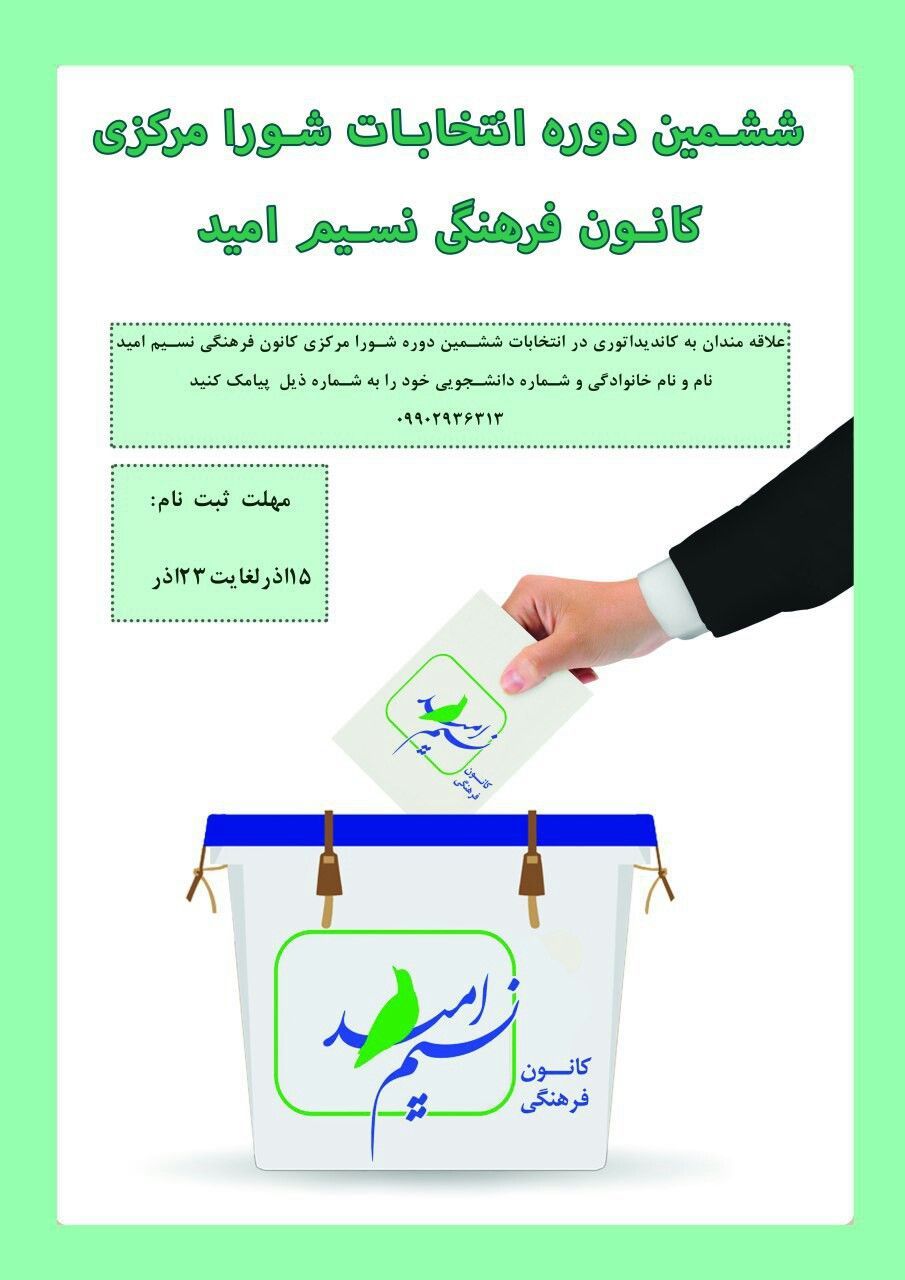 ششمین دوره انتخابات شورا مرکزی
کانون فرهنگی نسیم امید
علاقه مندان به کاندیداتوری در انتخابات ششمین دوره شورا مرکزی کانون فرهنگی نسیم امید
نام و نام خانوادگی و شماره دانشجویی خود را به شماره ذیل پیامک کنید
۰۹۹۰۲۹۳۶۳۱۳
مهلت ثبت نام:
۱۵اذرلغایت۲۳اذر
نسیم امید
کانون
فرهنگی
نسیم امید
کانون
فرهنگی